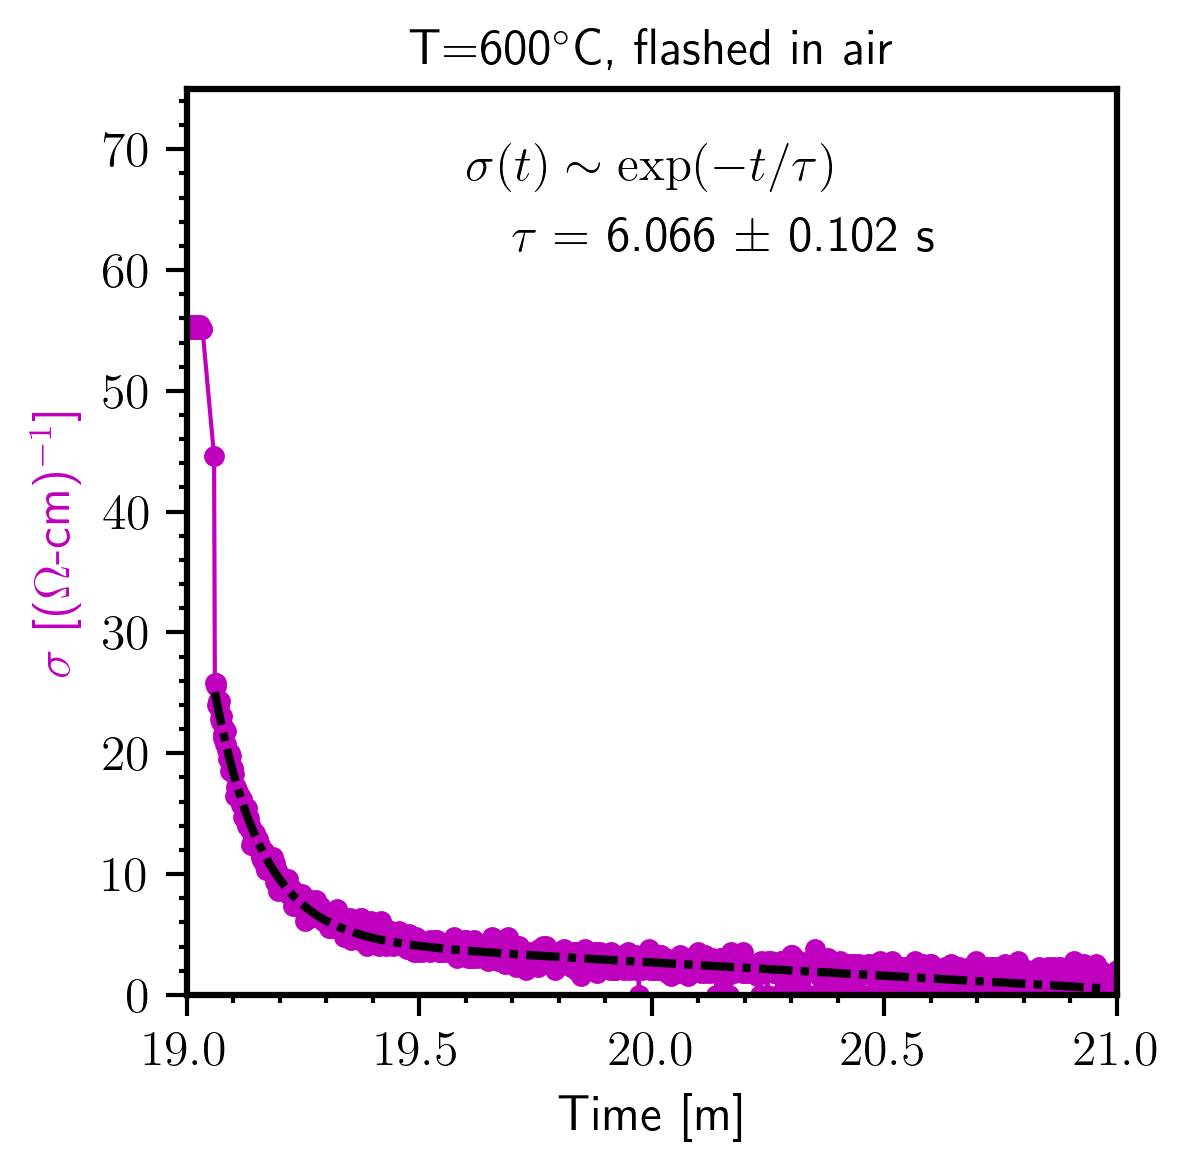 T=600°C, flashed in air
σ(t) ∼ exp(−t/τ)
τ = 6.066 ± 0.102 s
70
60
50
40
30
20
10
0
σ [(Ω-cm)⁻¹]
19.0 19.5 20.0 20.5 21.0
Time [m]